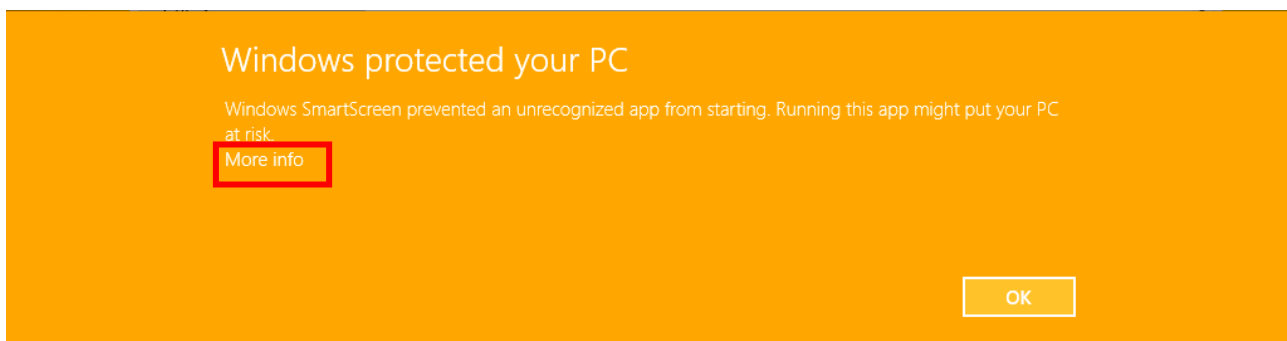 Windows protected your PC
Windows SmartScreen prevented an unrecognized app from starting. Running this app might put your PC
at risk.
More info
OK